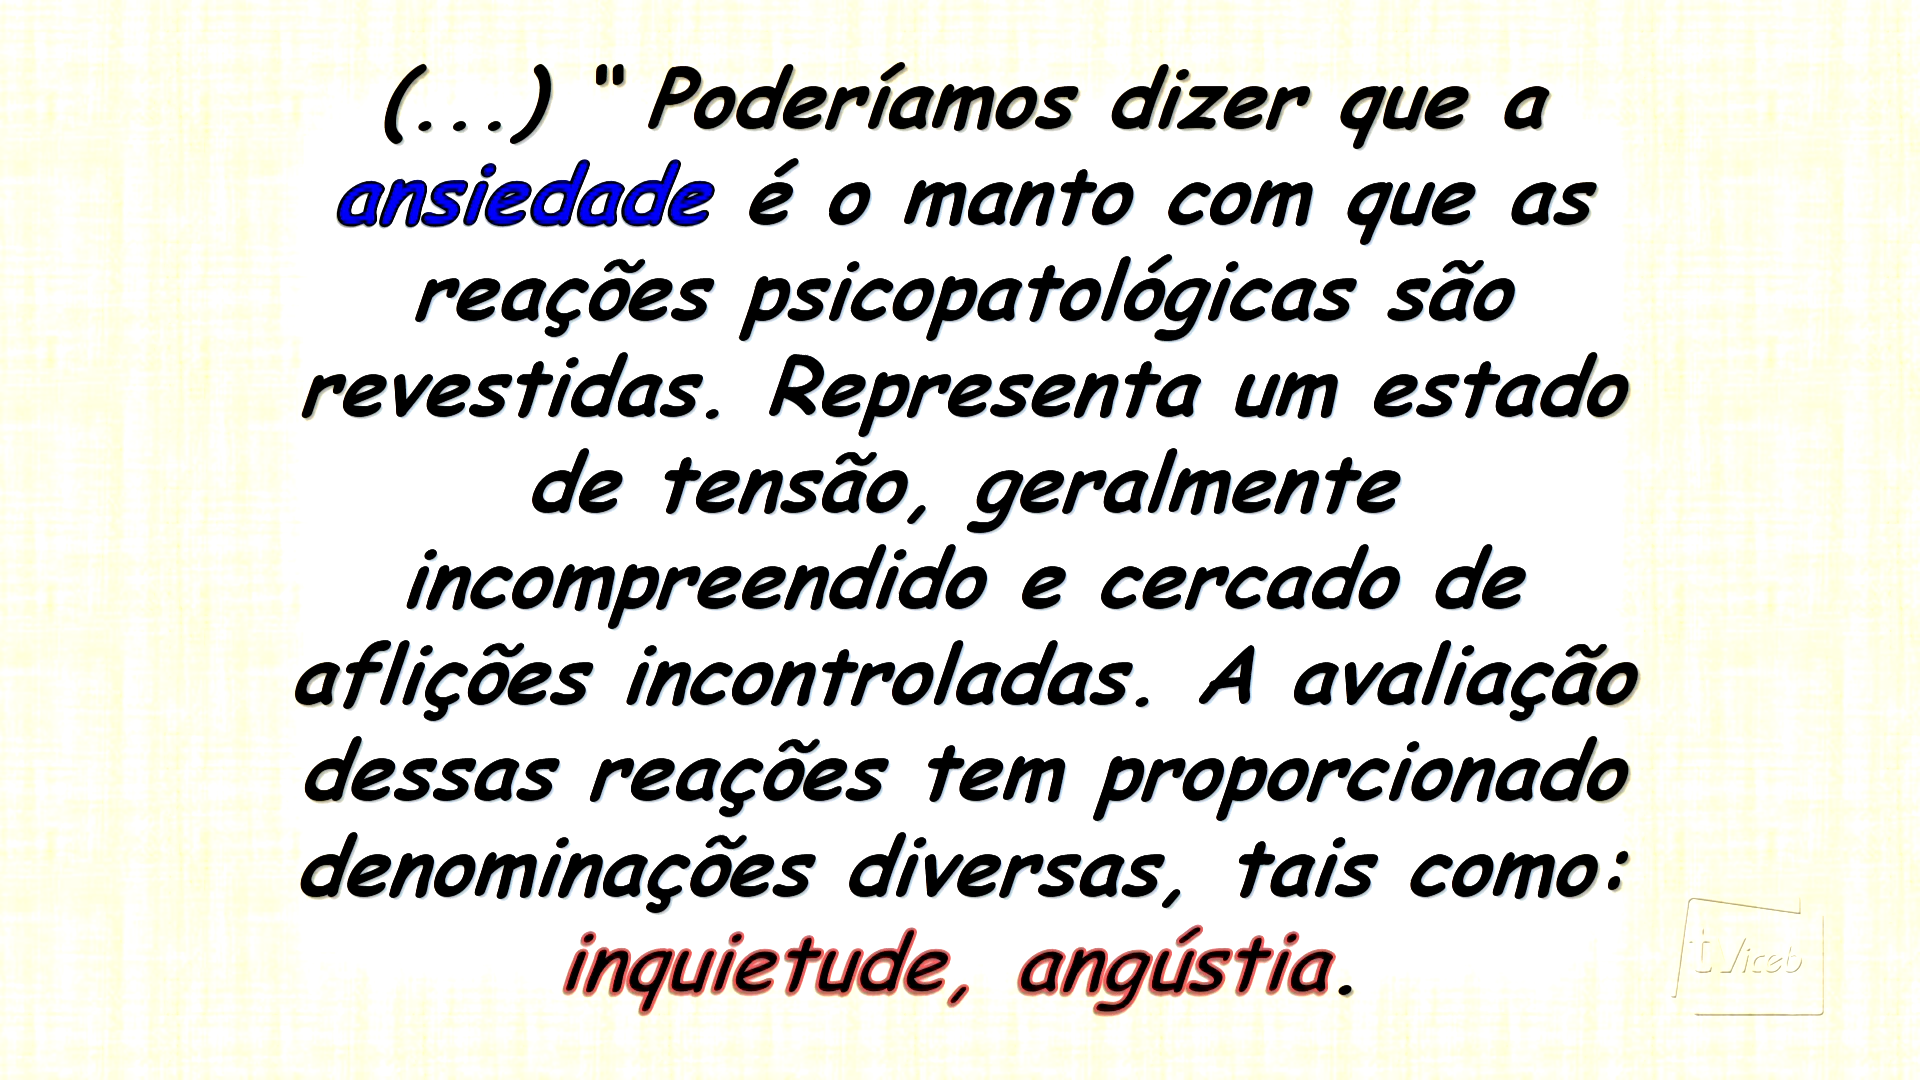 (...) " Poderíamos dizer que a
ansiedade é o manto com que as
reações psicopatológicas são
revestidas. Representa um estado
de tensão, geralmente
incompreendido e cercado de
aflições incontroladas. A avaliação
dessas reações tem proporcionado
denominações diversas, tais como:
inquietude, angústia.
tViceb